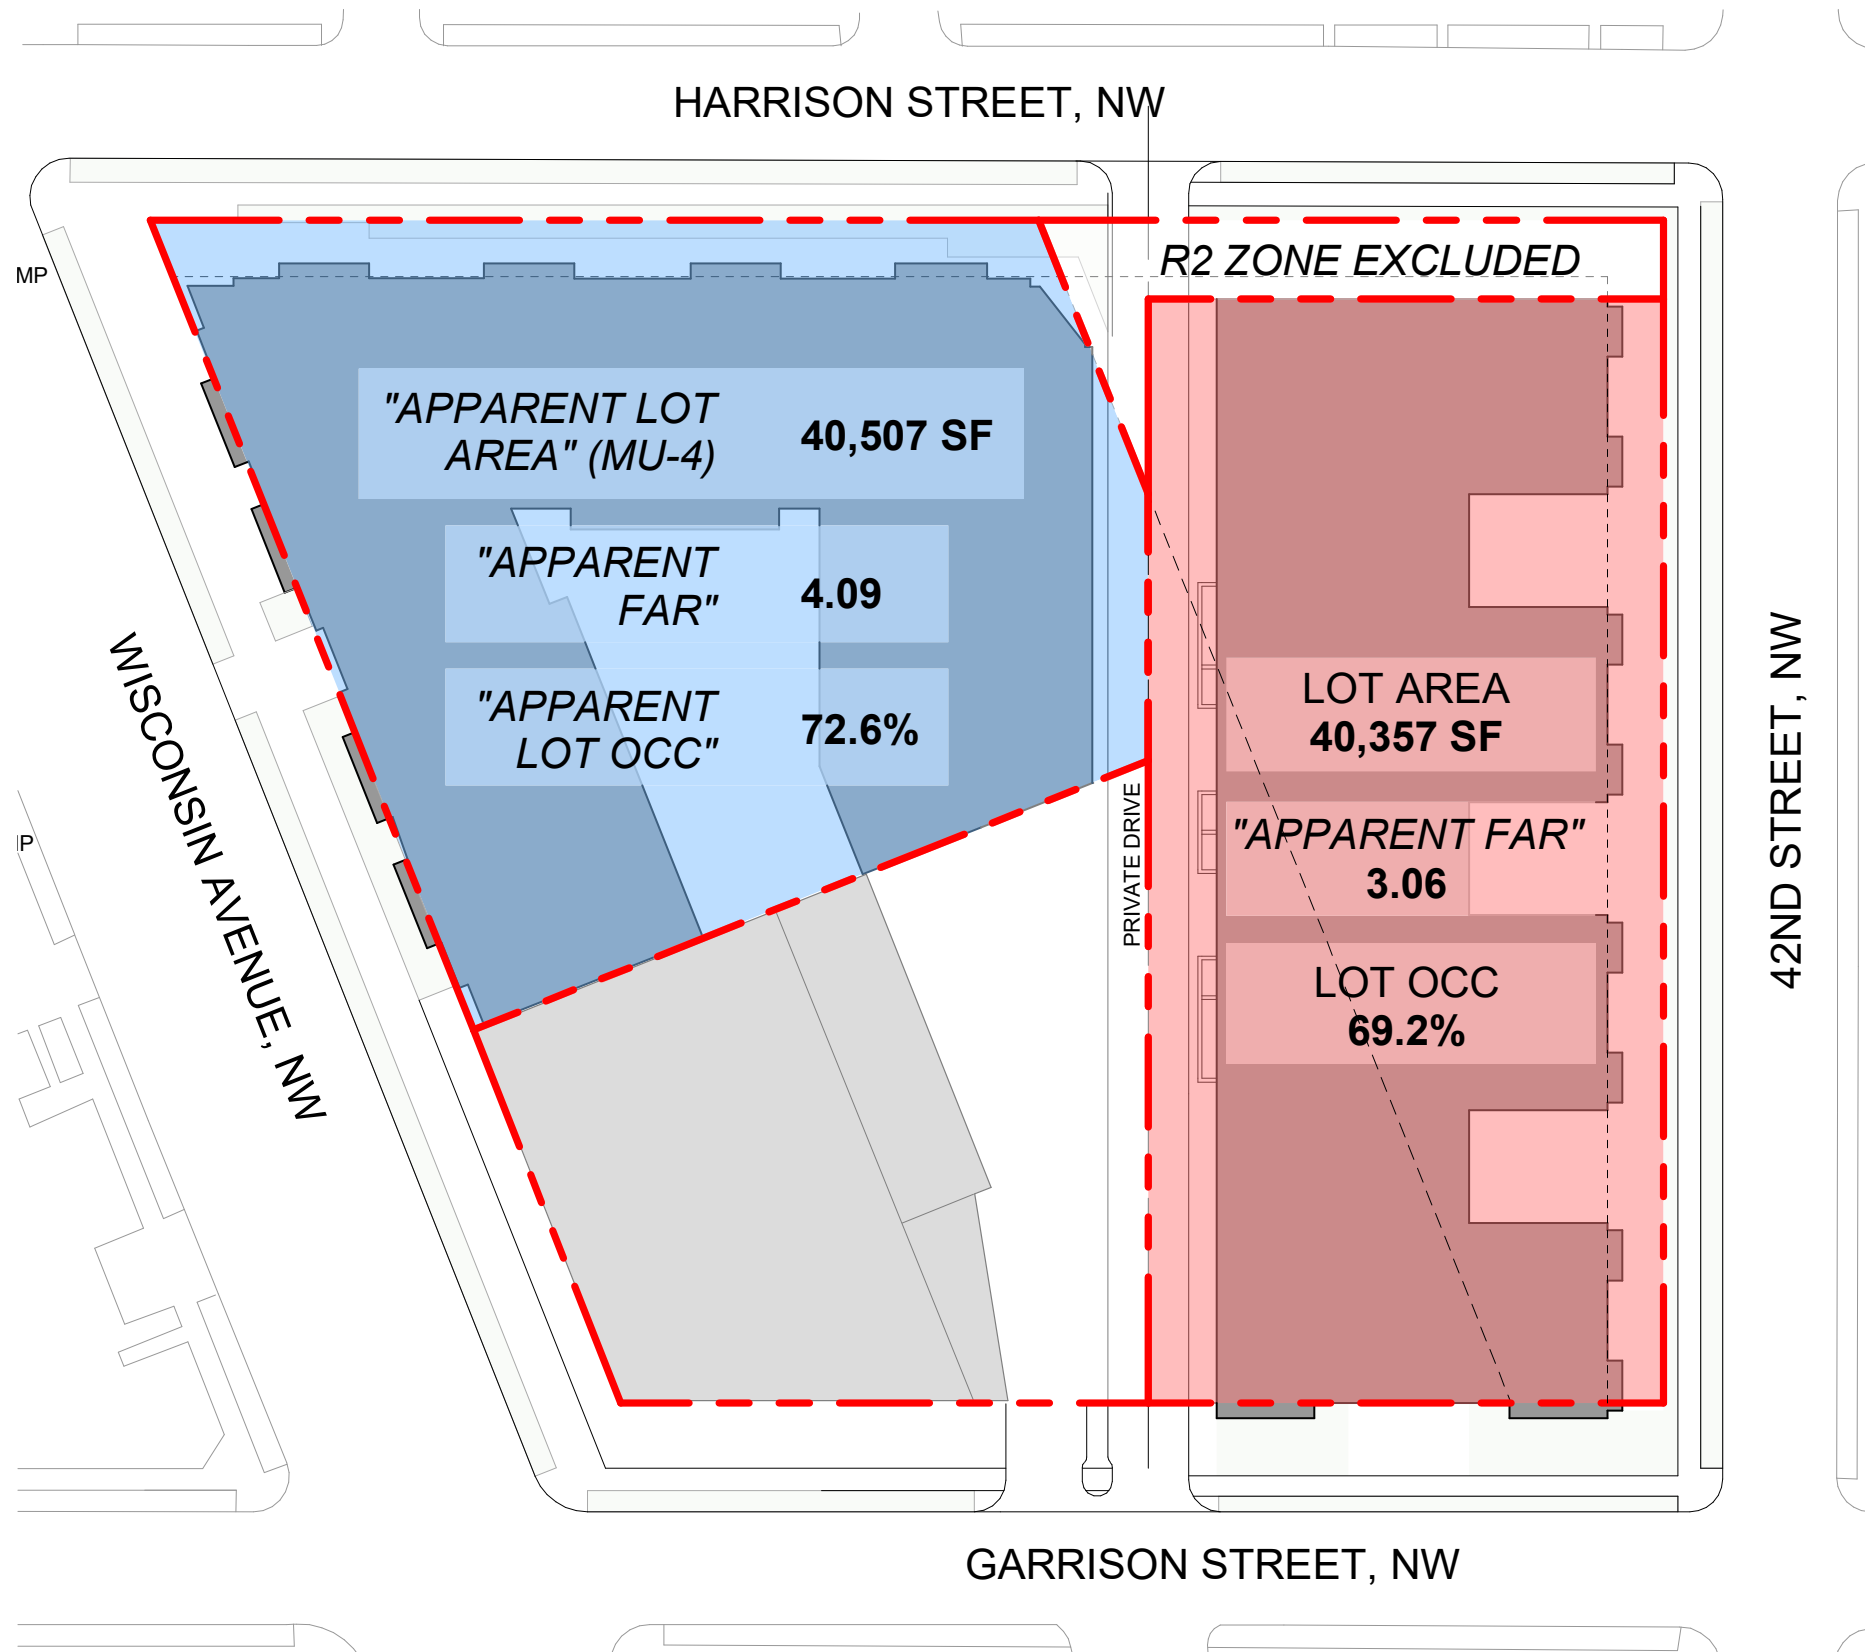 HARRISON STREET, NW
R2 ZONE EXCLUDED
MP
"APPARENT LOT
AREA" (MU-4)
40,507 SF
"APPARENT
FAR"
4.09
"APPARENT
LOT OCC"
72.6%
LOT AREA
40,357 SF
"APPARENT FAR"
3.06
LOT OCC
69.2%
PRIVATE DRIVE
WISCONSIN AVENUE, NW
42ND STREET, NW
GARRISON STREET, NW